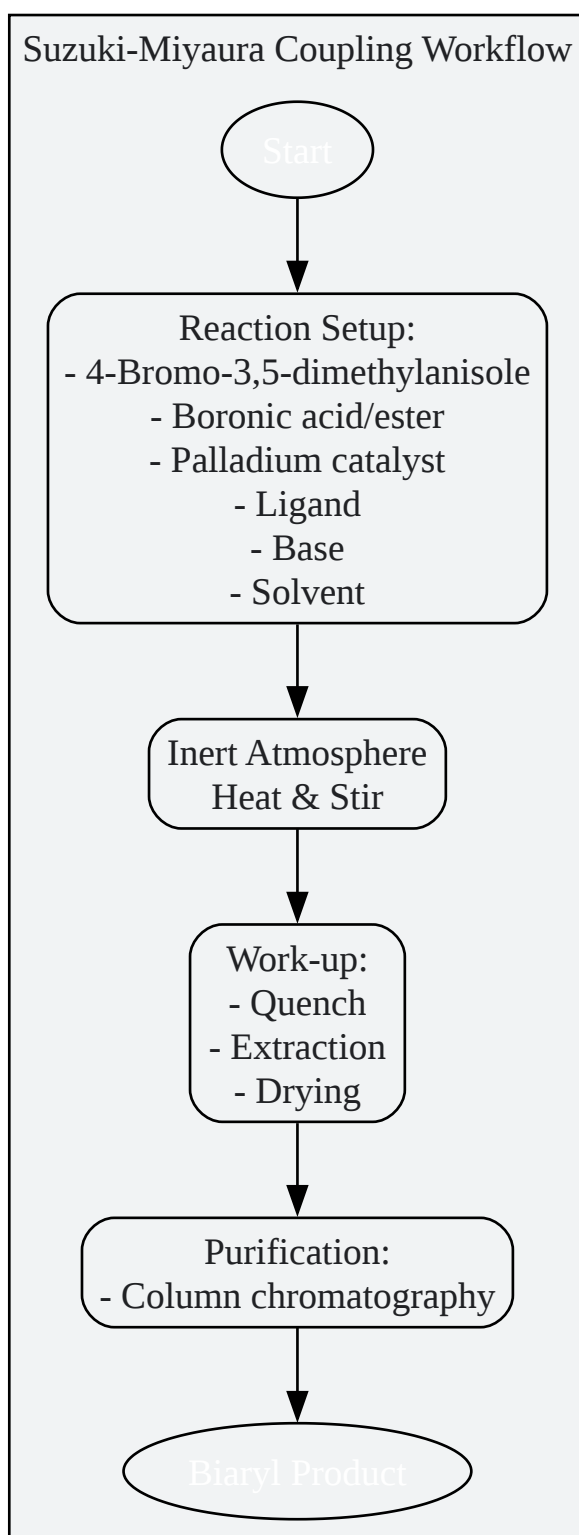 Suzuki-Miyaura Coupling Workflow
Start
Reaction Setup:
- 4-Bromo-3,5-dimethylanisole
- Boronic acid/ester
- Palladium catalyst
- Ligand
- Base
- Solvent
Inert Atmosphere
Heat & Stir
Work-up:
- Quench
- Extraction
- Drying
Purification:
- Column chromatography
Biaryl Product